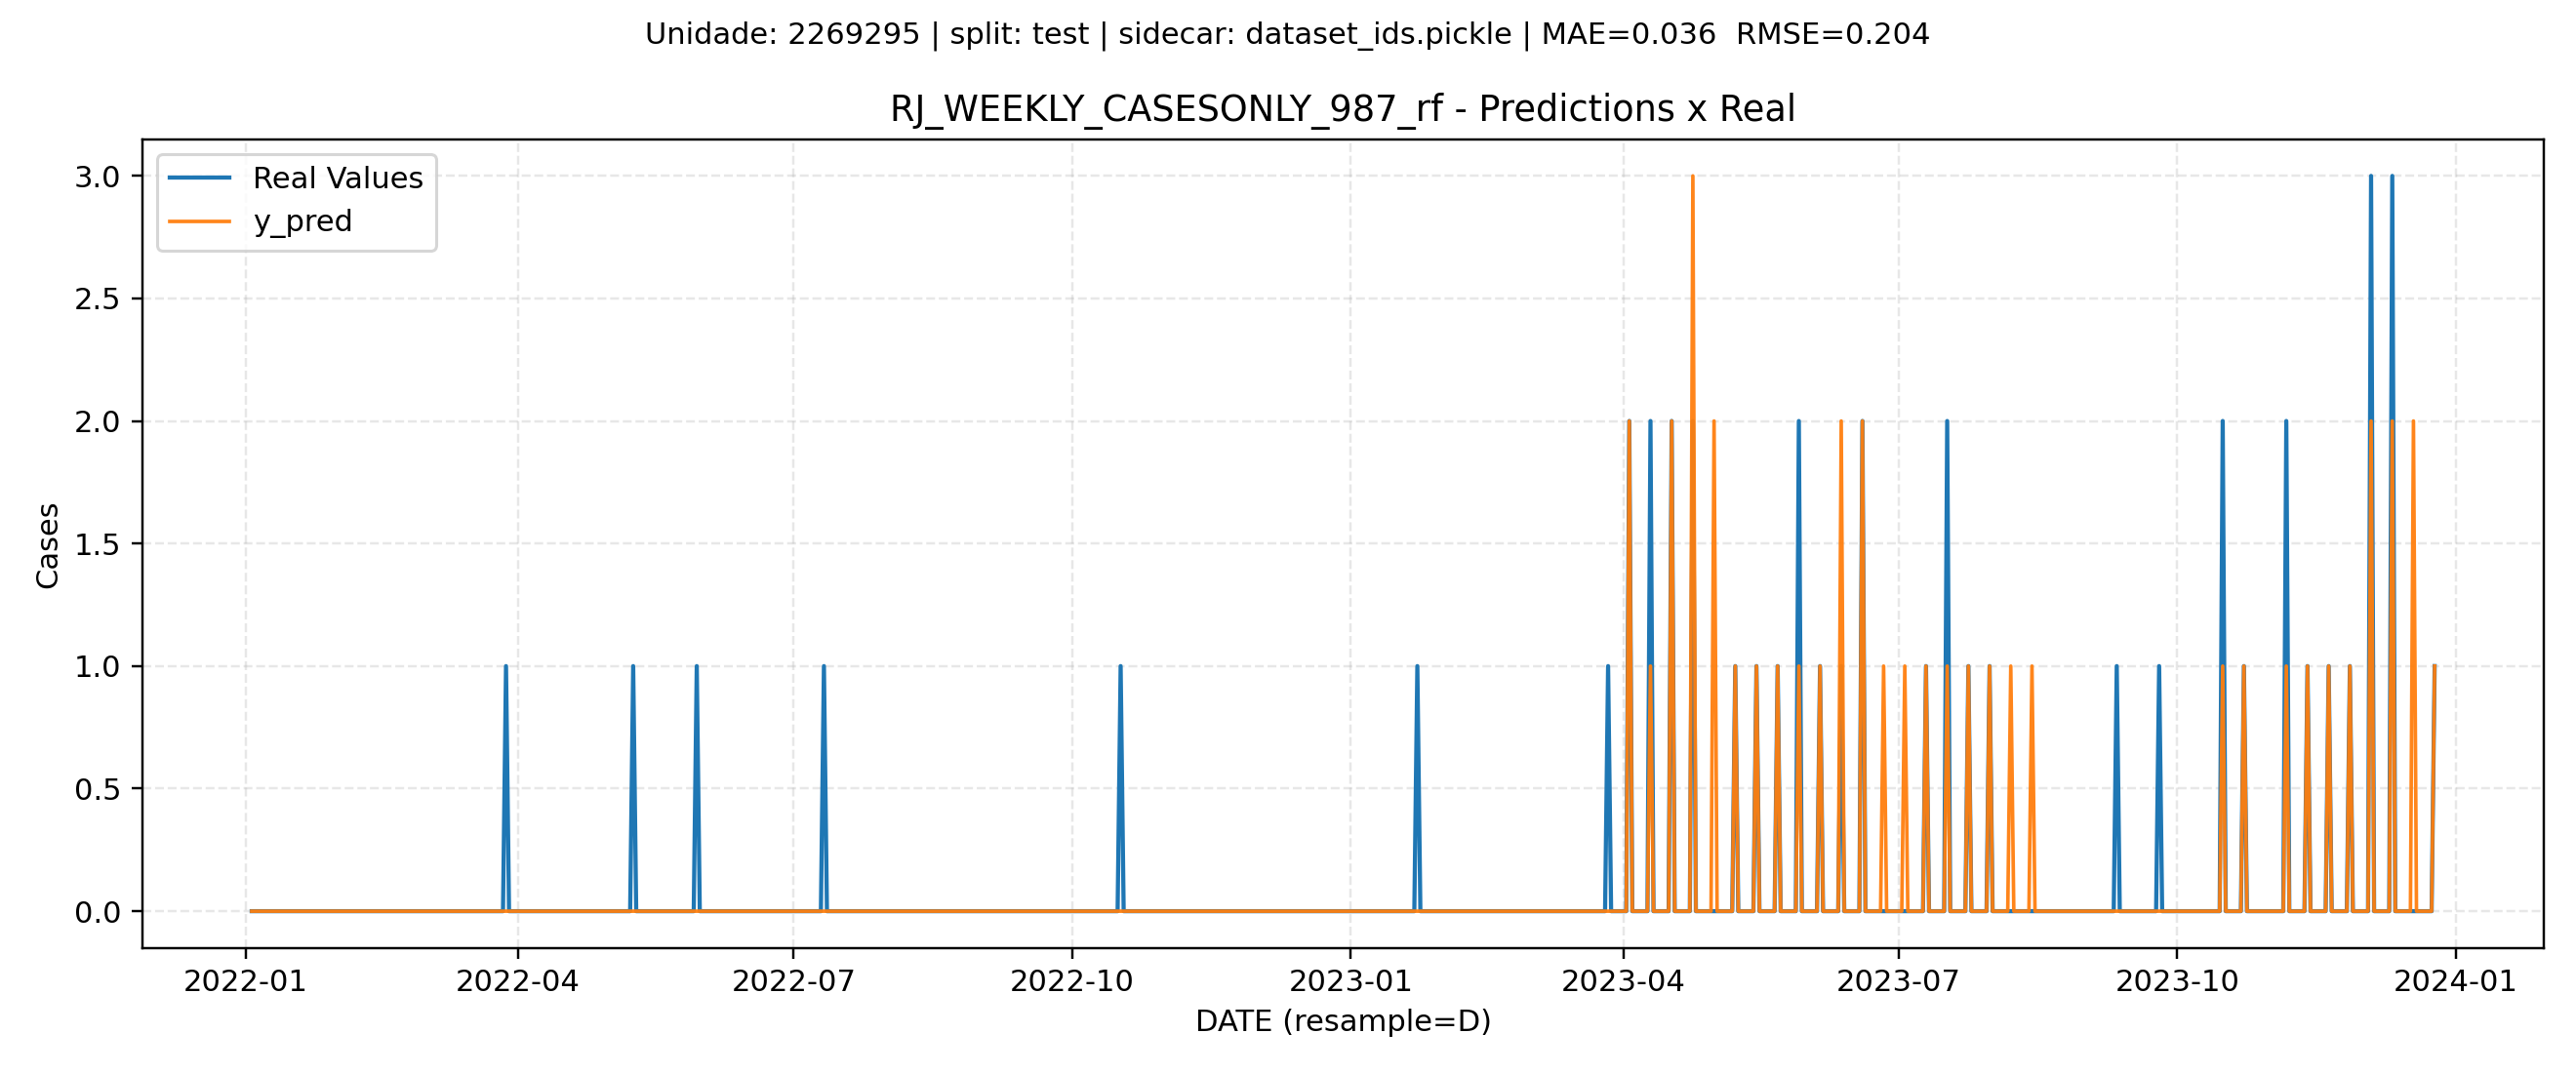 Unidade: 2269295 | split: test | sidecar: dataset_ids.pickle | MAE=0.036  RMSE=0.204
RJ_WEEKLY_CASESONLY_987_rf - Predictions x Real
Real Values
y_pred
3.0
2.5
2.0
1.5
1.0
0.5
0.0
Cases
2022-01
2022-04
2022-07
2022-10
2023-01
2023-04
2023-07
2023-10
2024-01
DATE (resample=D)